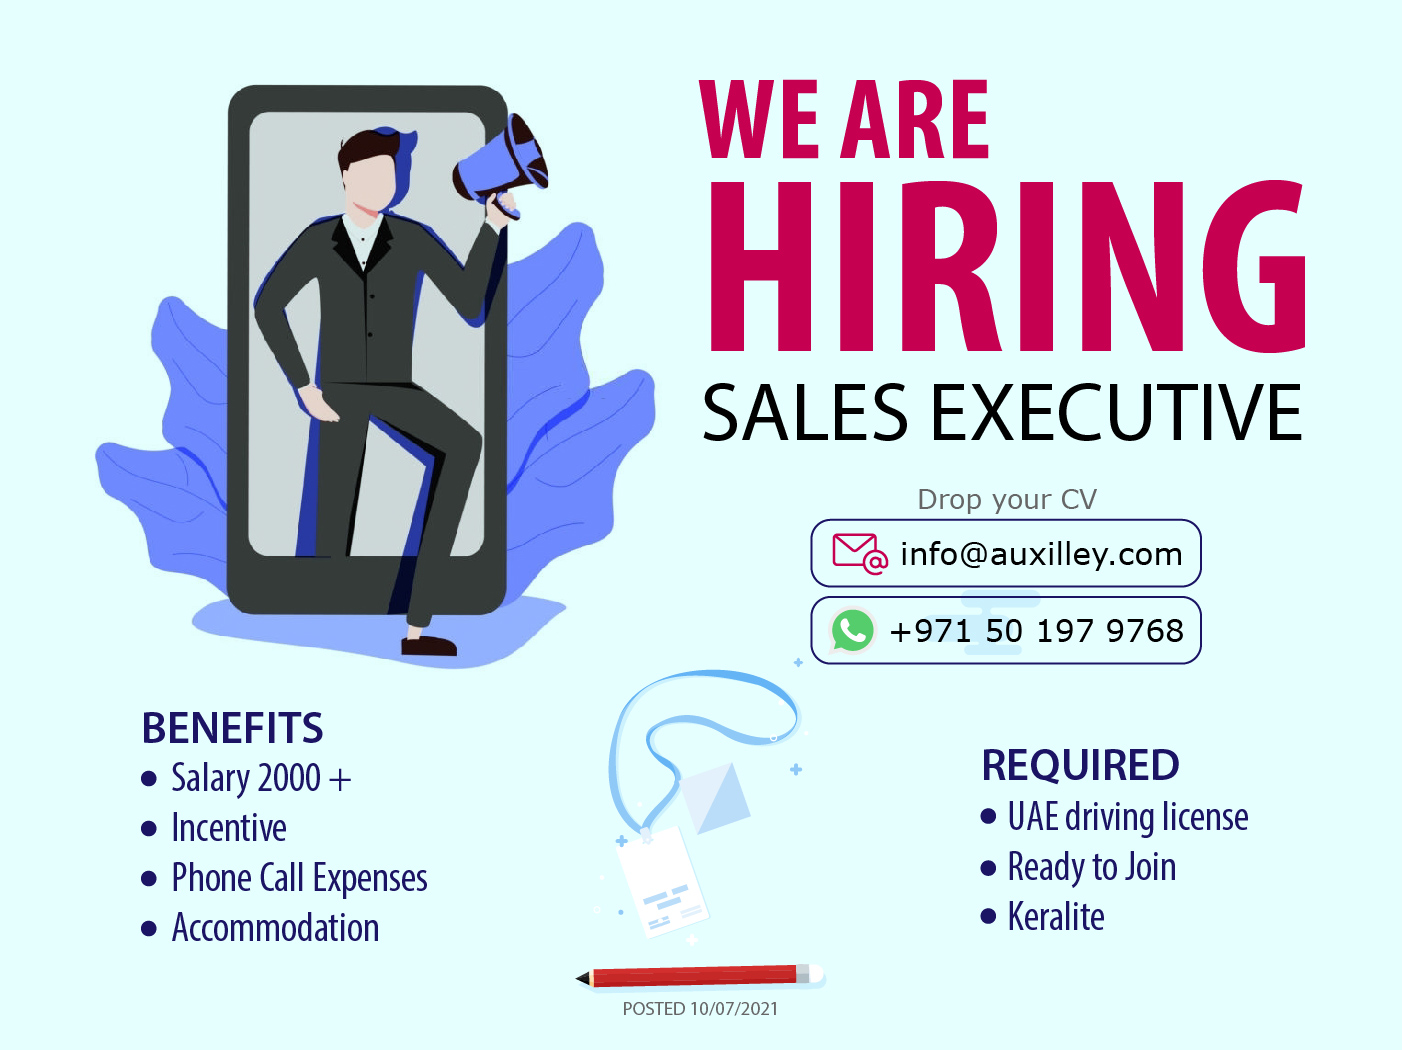 WE ARE
HIRING
SALES EXECUTIVE
Drop your CV
info@auxilley.com
+971 50 197 9768
BENEFITS
Salary 2000 +
Incentive
Phone Call Expenses
Accommodation
REQUIRED
UAE driving license
Ready to Join
Keralite
POSTED 10/07/2021